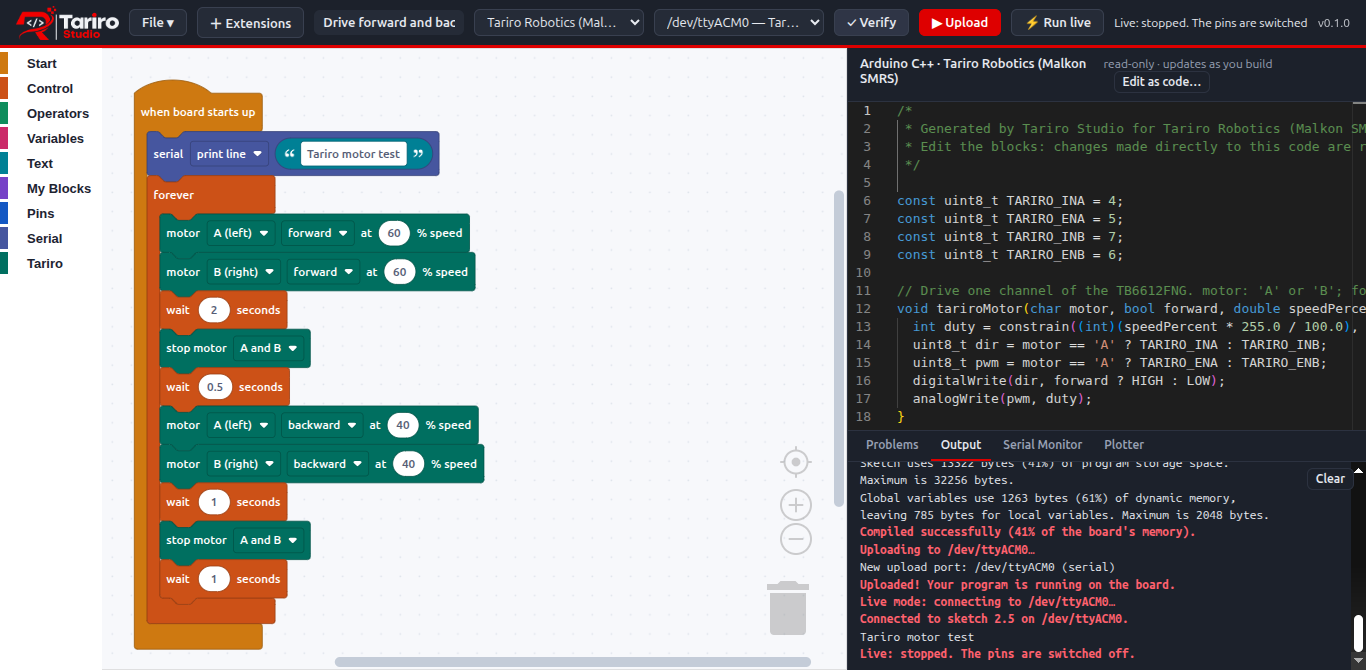 Tariro Studio
File ▾
+ Extensions
Drive forward and bac
Tariro Robotics (Mal…
/dev/ttyACM0 — Tar…
✓ Verify
▶ Upload
⚡ Run live
Live: stopped. The pins are switched
v0.1.0
Start
Control
Operators
Variables
Text
My Blocks
Pins
Serial
Tariro
when board starts up
serial print line “ Tariro motor test ”
forever
motor A (left) forward at 60 % speed
motor B (right) forward at 60 % speed
wait 2 seconds
stop motor A and B
wait 0.5 seconds
motor A (left) backward at 40 % speed
motor B (right) backward at 40 % speed
wait 1 seconds
stop motor A and B
wait 1 seconds
Arduino C++ · Tariro Robotics (Malkon SMRS)
read-only · updates as you build
Edit as code...
1 /*
2 * Generated by Tariro Studio for Tariro Robotics (Malkon SM
3 * Edit the blocks: changes made directly to this code are r
4 */
5
6 const uint8_t TARIRO_INA = 4;
7 const uint8_t TARIRO_ENA = 5;
8 const uint8_t TARIRO_INB = 7;
9 const uint8_t TARIRO_ENB = 6;
10
11 // Drive one channel of the TB6612FNG. motor: 'A' or 'B'; fo
12 void tariroMotor(char motor, bool forward, double speedPerce
13 int duty = constrain((int)(speedPercent * 255.0 / 100.0),
14 uint8_t dir = motor == 'A' ? TARIRO_INA : TARIRO_INB;
15 uint8_t pwm = motor == 'A' ? TARIRO_ENA : TARIRO_ENB;
16 digitalWrite(dir, forward ? HIGH : LOW);
17 analogWrite(pwm, duty);
18 }
Problems
Output
Serial Monitor
Plotter
Clear
Sketch uses 13322 bytes (41%) of program storage space.
Maximum is 32256 bytes.
Global variables use 1263 bytes (61%) of dynamic memory,
leaving 785 bytes for local variables. Maximum is 2048 bytes.
Compiled successfully (41% of the board's memory).
Uploading to /dev/ttyACM0…
New upload port: /dev/ttyACM0 (serial)
Uploaded! Your program is running on the board.
Live mode: connecting to /dev/ttyACM0…
Connected to sketch 2.5 on /dev/ttyACM0.
Tariro motor test
Live: stopped. The pins are switched off.